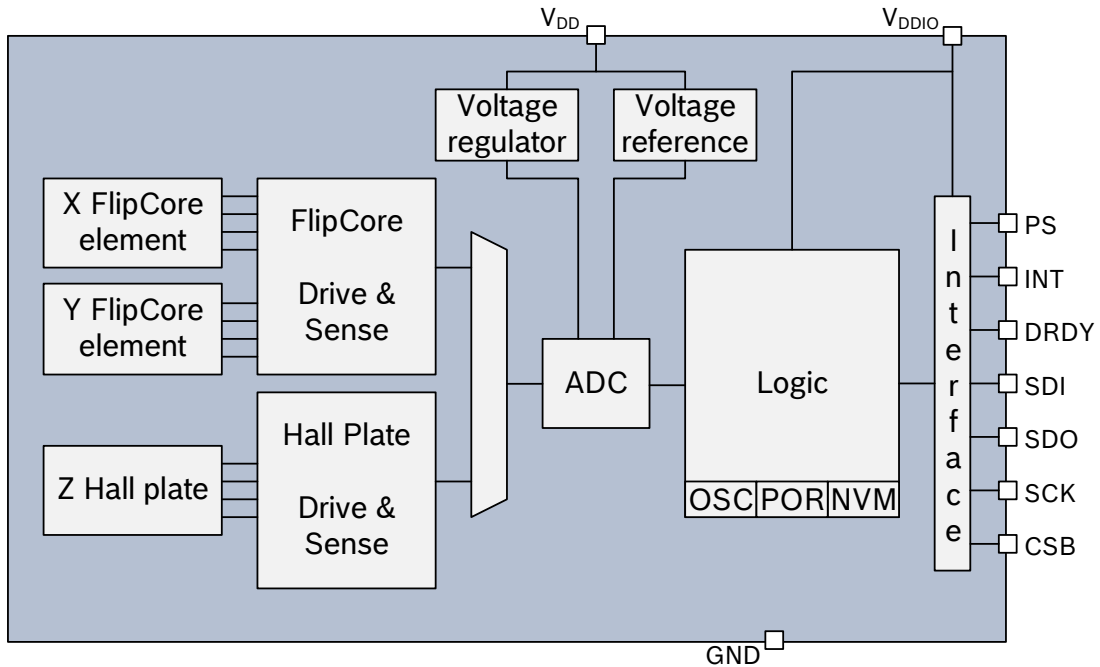 VDD
VDDIO
Voltage
regulator
Voltage
reference
X FlipCore
element
Y FlipCore
element
FlipCore
Drive &
Sense
Z Hall plate
Hall Plate
Drive &
Sense
ADC
Logic
OSC
POR
NVM
Interface
PS
INT
DRDY
SDI
SDO
SCK
CSB
GND